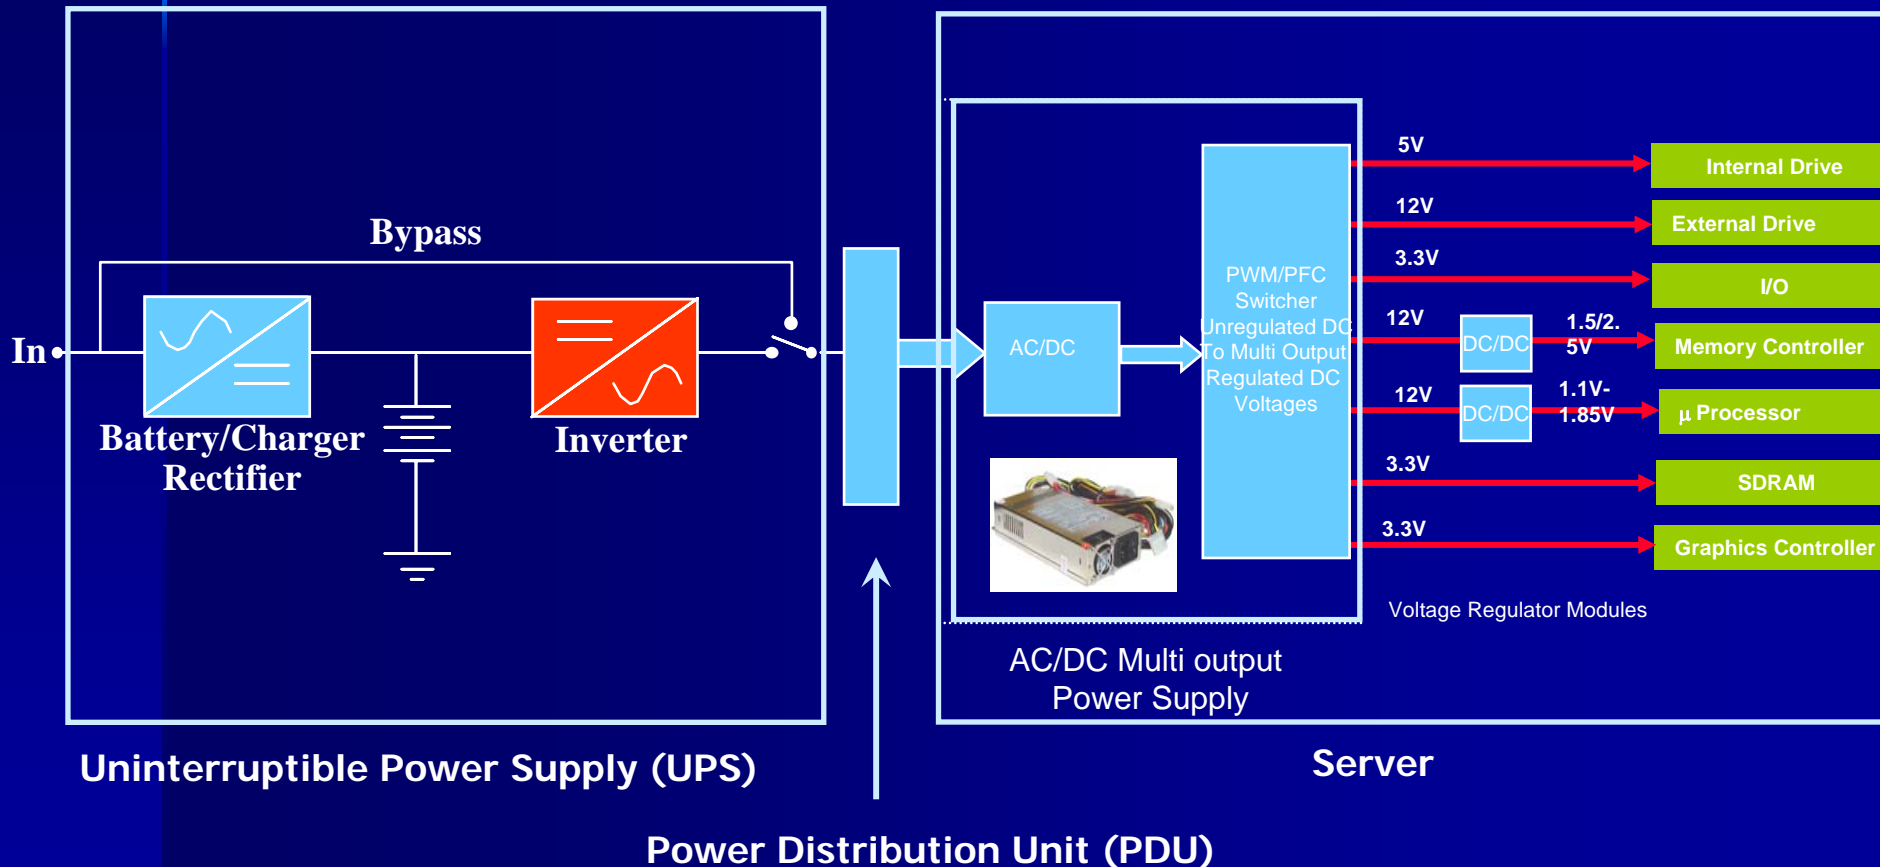 Bypass
In
Battery/Charger
Rectifier
Inverter
Uninterruptible Power Supply (UPS)
Power Distribution Unit (PDU)
AC/DC
PWM/PFC
Switcher
Unregulated DC
To Multi Output
Regulated DC
Voltages
AC/DC Multi output
Power Supply
5V
Internal Drive
12V
External Drive
3.3V
I/O
12V
DC/DC
1.5/2.
5V
Memory Controller
12V
DC/DC
1.1V-
1.85V
μ Processor
3.3V
SDRAM
3.3V
Graphics Controller
Voltage Regulator Modules
Server